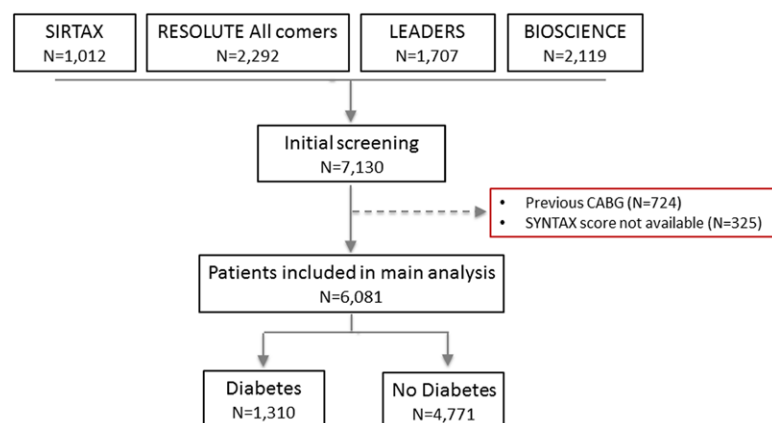 SIRTAX
N=1,012
RESOLUTE All comers
N=2,292
LEADERS
N=1,707
BIOSCIENCE
N=2,119
Initial screening
N=7,130
• Previous CABG (N=724)
• SYNTAX score not available (N=325)
Patients included in main analysis
N=6,081
Diabetes
N=1,310
No Diabetes
N=4,771